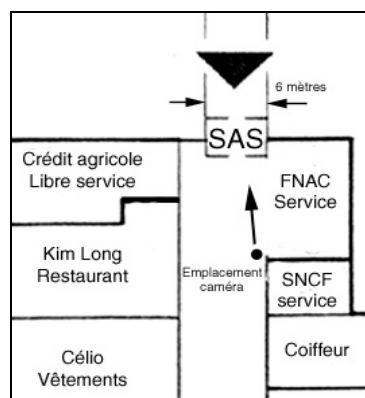 6 mètres
SAS
Crédit agricole
Libre service
FNAC
Service
Kim Long
Restaurant
Emplacement
caméra
SNCF
service
Célio
Vêtements
Coiffeur